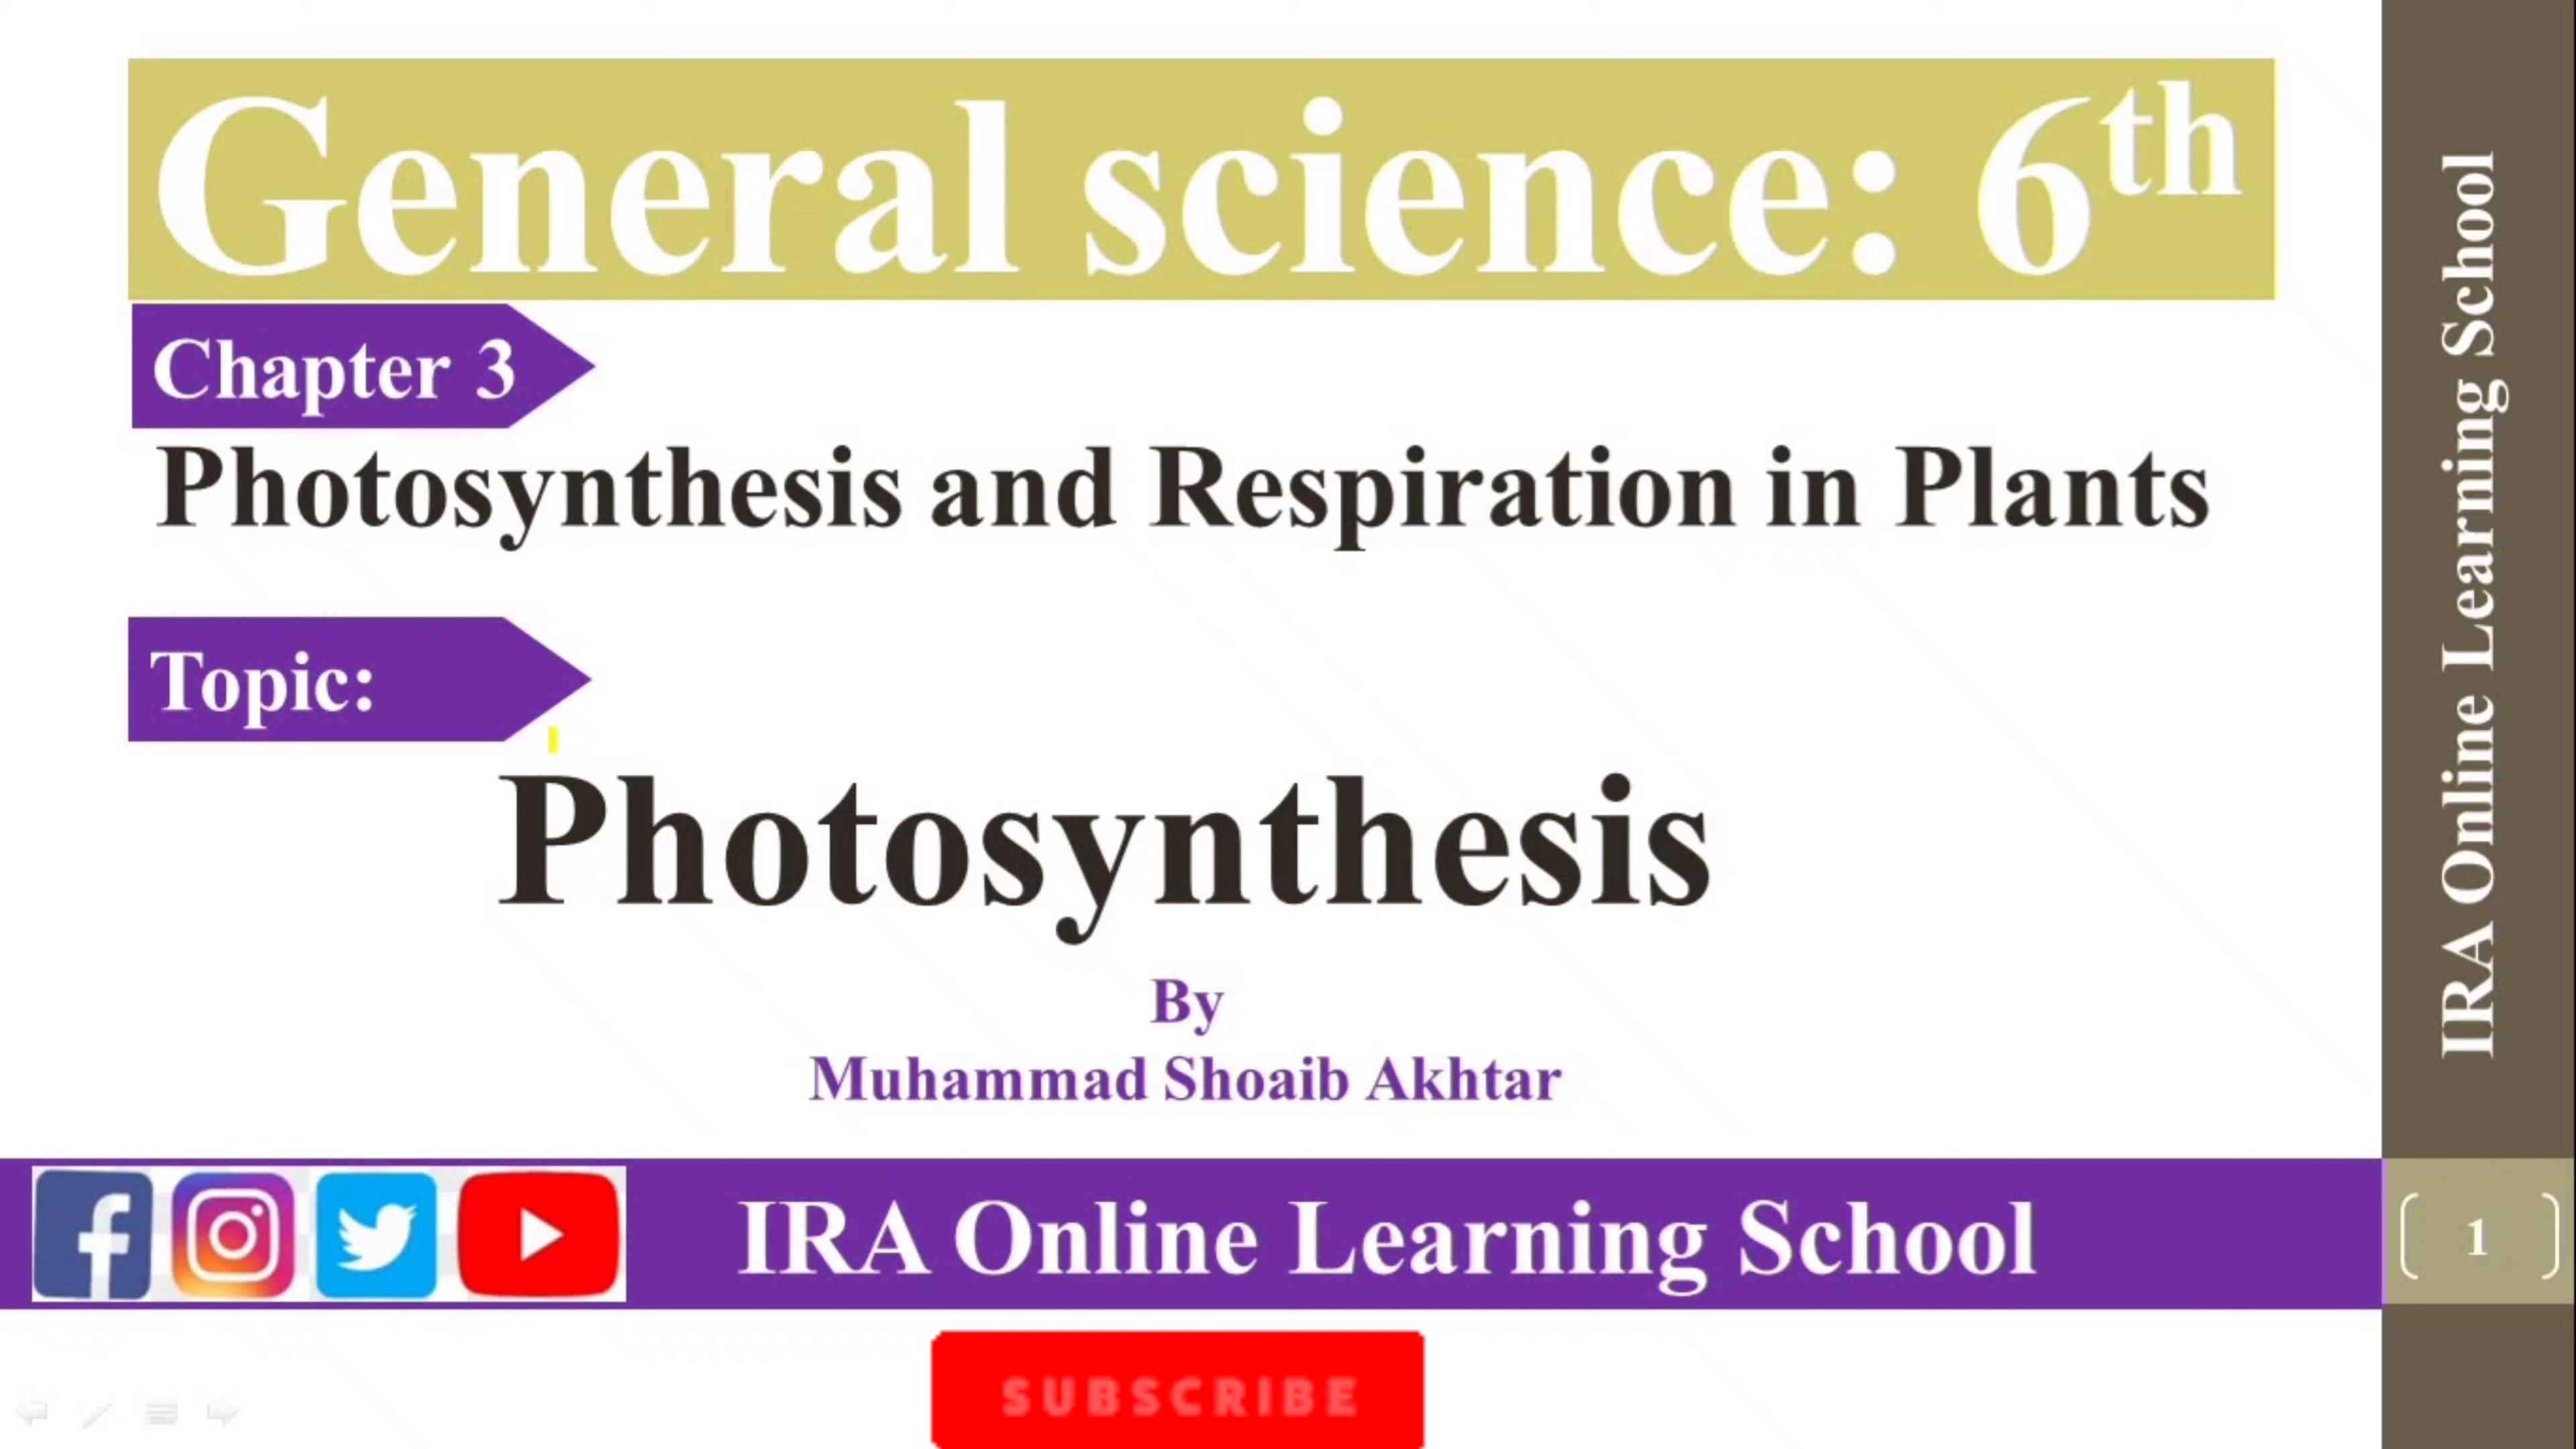 General science: 6th
Chapter 3
Photosynthesis and Respiration in Plants
Topic:
Photosynthesis
By
Muhammad Shoaib Akhtar
IRA Online Learning School
1
SUBSCRIBE
IRA Online Learning School